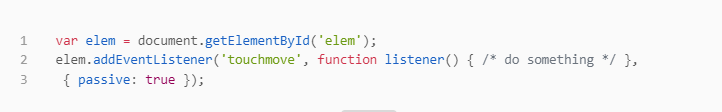 1 var elem = document.getElementById('elem');
2 elem.addEventListener('touchmove', function listener() { /* do something */ },
3 { passive: true });